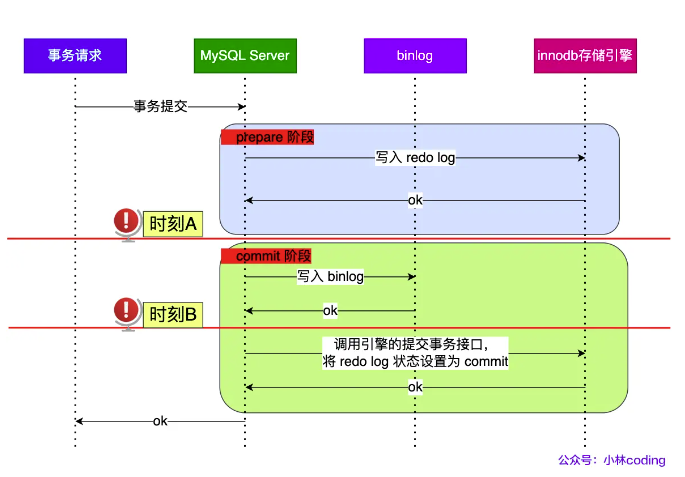 事务请求
MySQL Server
binlog
innodb存储引擎
事务提交
prepare 阶段
写入 redo log
ok
时刻A
commit 阶段
写入 binlog
ok
时刻B
调用引擎的提交事务接口，
将 redo log 状态设置为 commit
ok
ok
公众号：小林coding